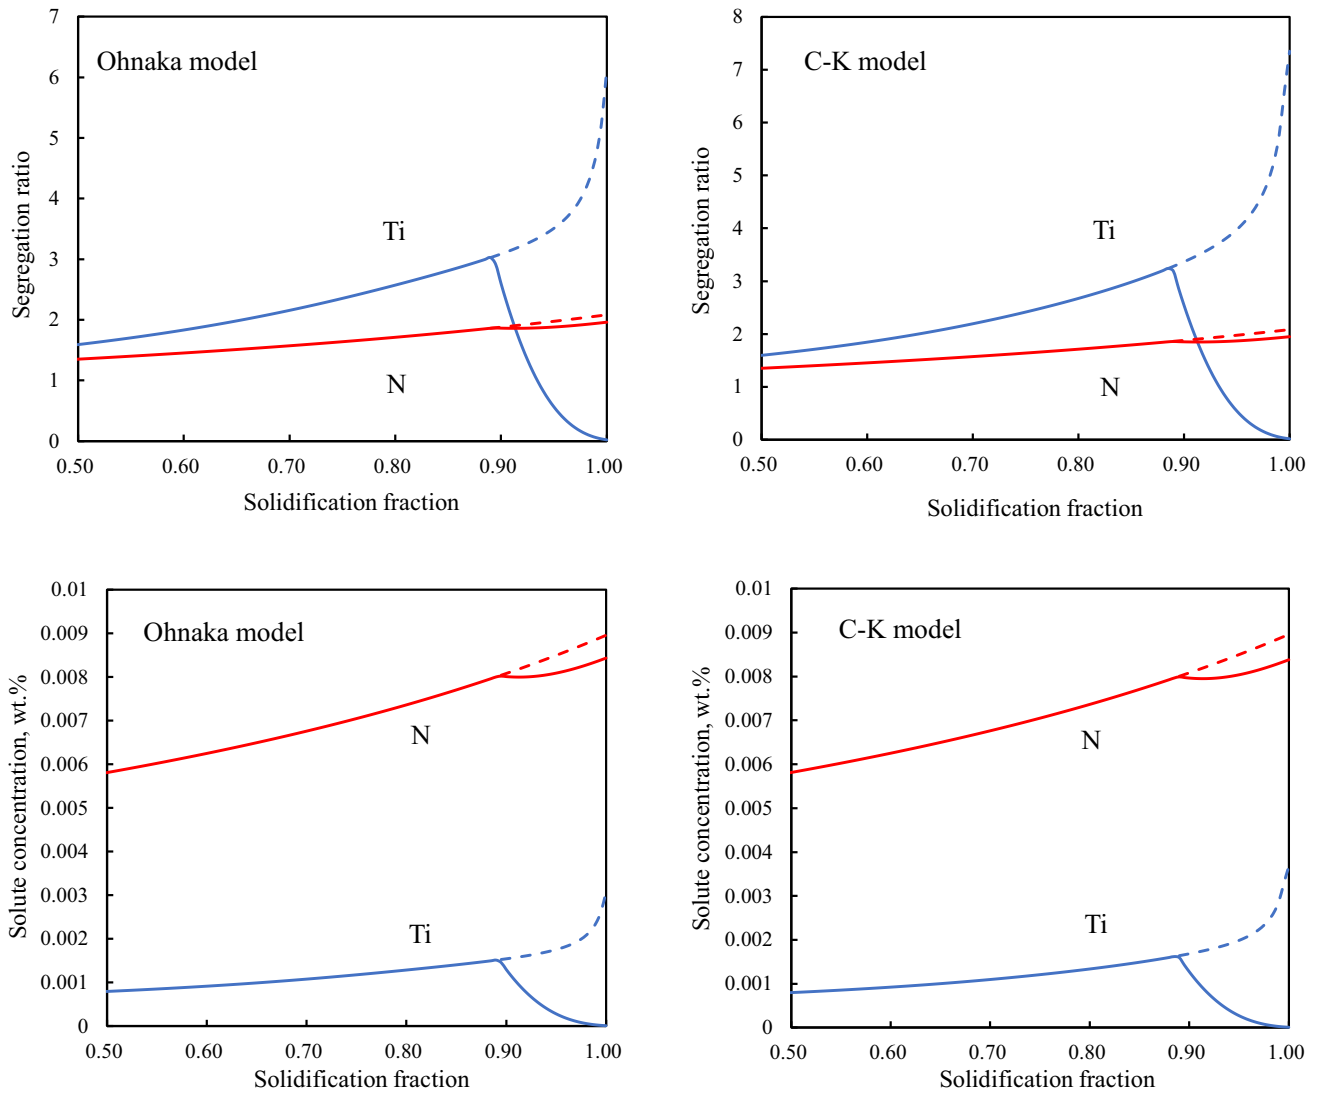 Ohnaka model
Segregation ratio
7
6
5
4
3
2
1
0
Ti
N
0.50 0.60 0.70 0.80 0.90 1.00
Solidification fraction
C-K model
Segregation ratio
8
7
6
5
4
3
2
1
0
Ti
N
0.50 0.60 0.70 0.80 0.90 1.00
Solidification fraction
Ohnaka model
Solute concentration, wt.%
0.01
0.009
0.008
0.007
0.006
0.005
0.004
0.003
0.002
0.001
0
N
Ti
0.50 0.60 0.70 0.80 0.90 1.00
Solidification fraction
C-K model
Solute concentration, wt.%
0.01
0.009
0.008
0.007
0.006
0.005
0.004
0.003
0.002
0.001
0
N
Ti
0.50 0.60 0.70 0.80 0.90 1.00
Solidification fraction